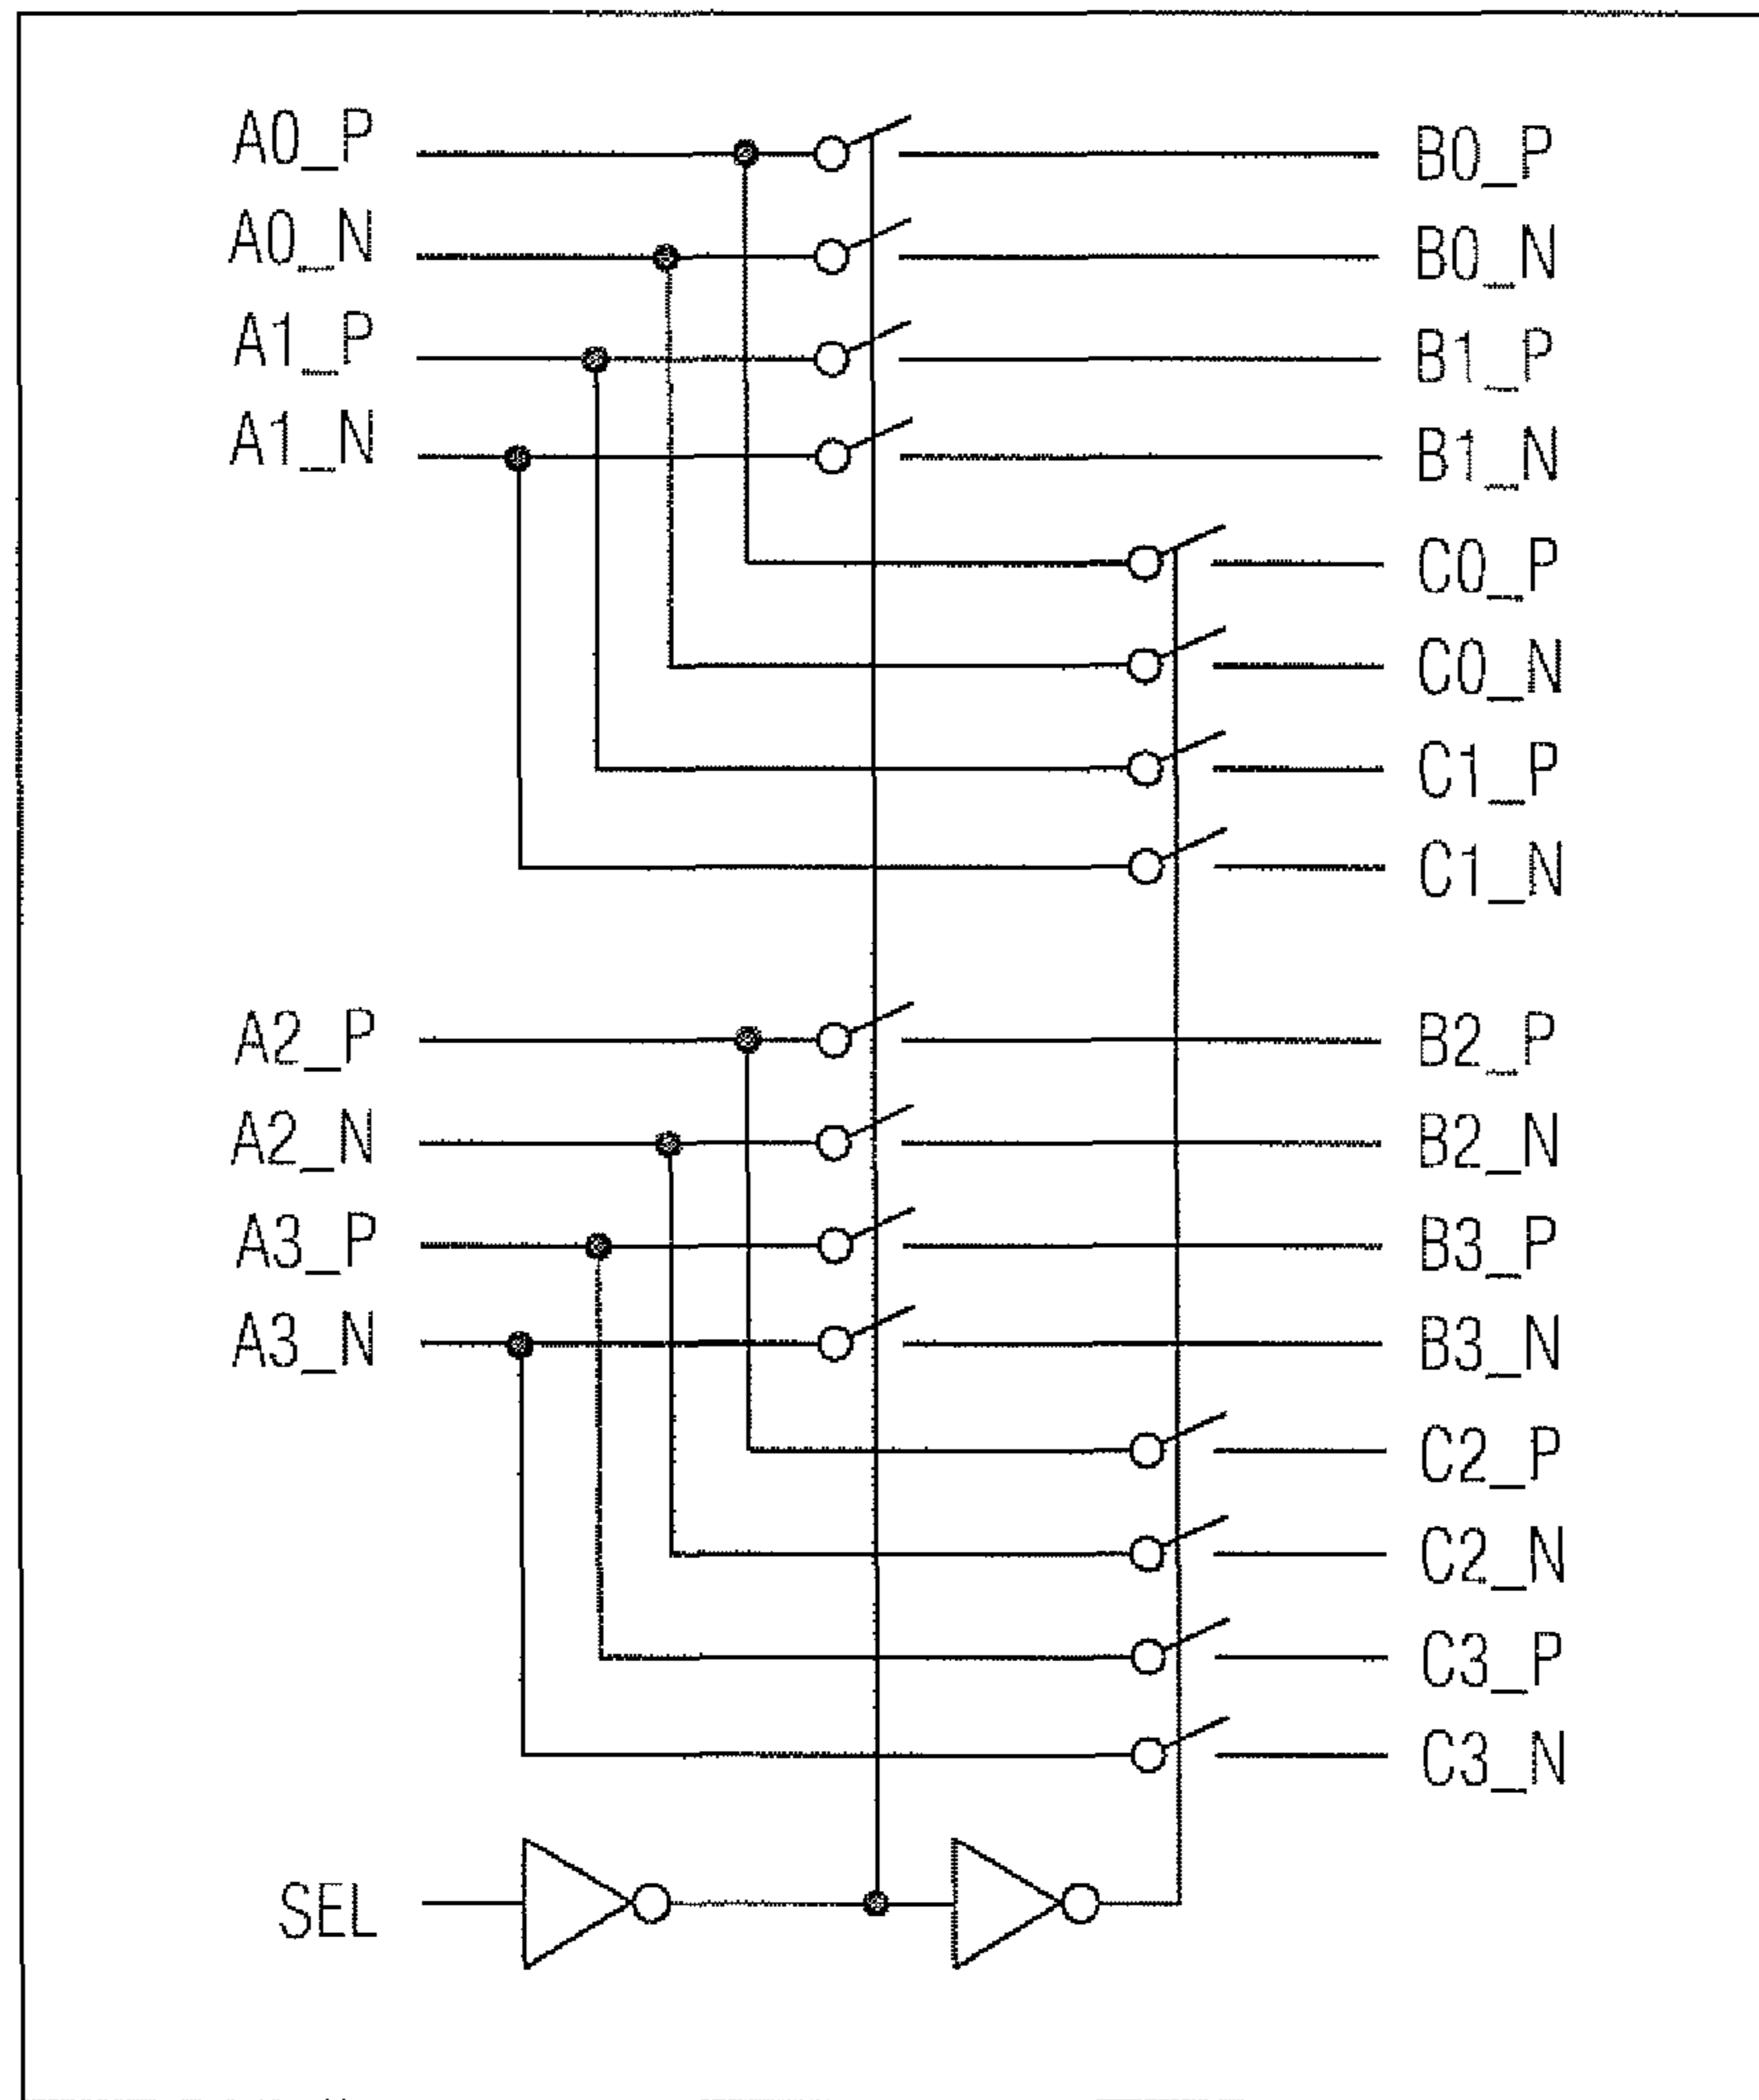 A0_P B0_P
A0_N B0_N
A1_P B1_P
A1_N B1_N
C0_P
C0_N
C1_P
C1_N
A2_P B2_P
A2_N B2_N
A3_P B3_P
A3_N B3_N
C2_P
C2_N
C3_P
C3_N
SEL